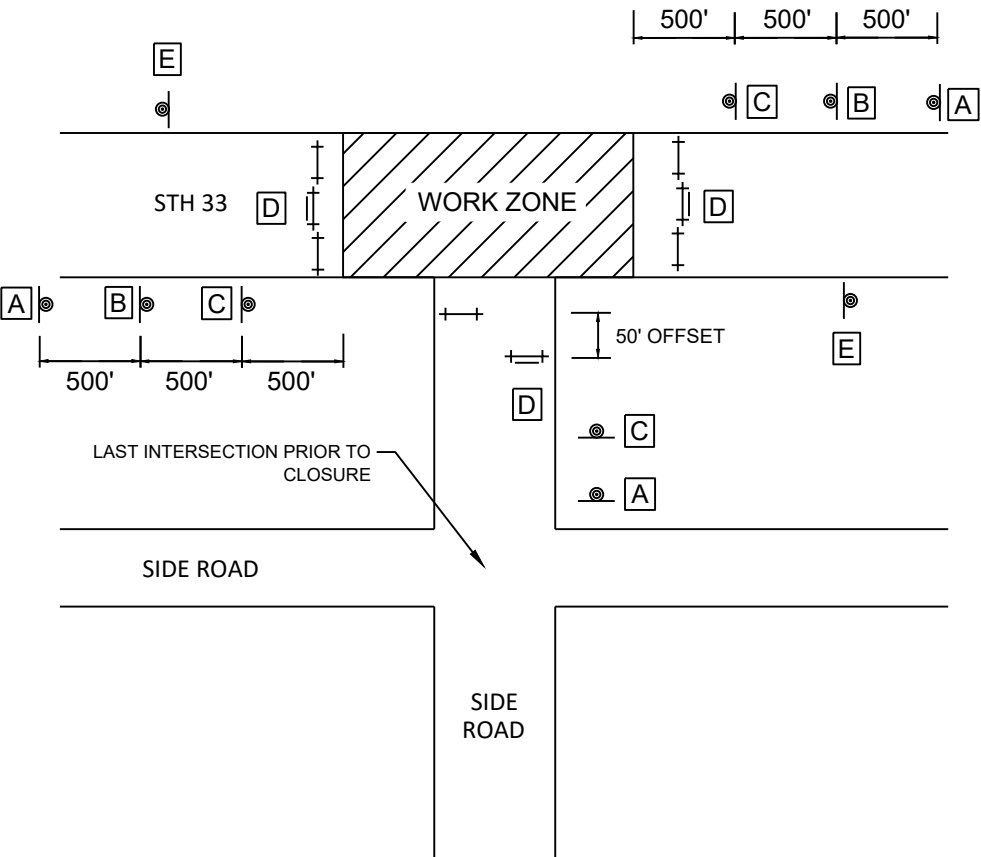 500' 500' 500'
E
C B A
STH 33
D
WORK ZONE
D
A B C
500' 500' 500'
50' OFFSET
E
D
C
LAST INTERSECTION PRIOR TO
CLOSURE
A
SIDE ROAD
SIDE
ROAD